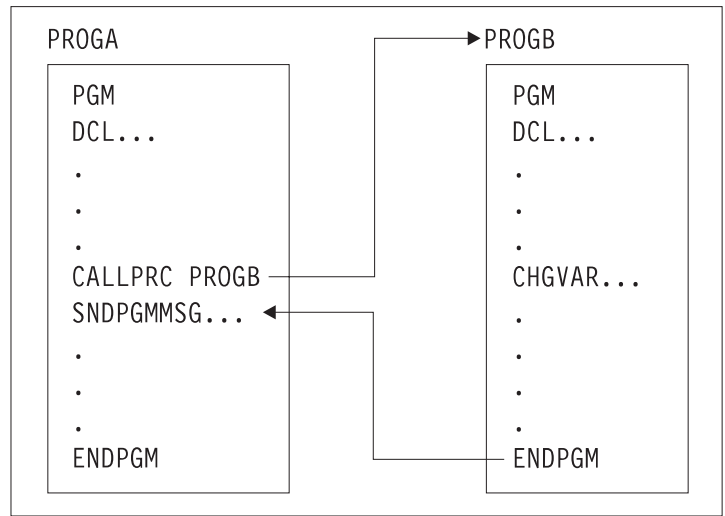 PROGA
PGM
DCL...
.
.
.
CALLPRC PROGB
SNDPGMMSG...
.
.
.
ENDPGM
PROGB
PGM
DCL...
.
.
.
CHGVAR...
.
.
.
.
ENDPGM